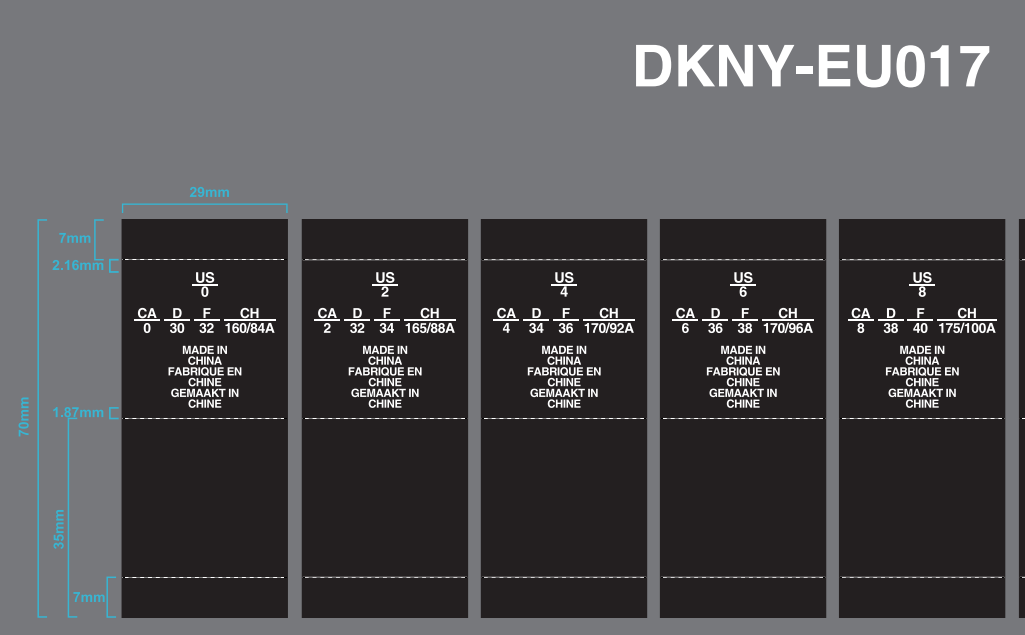 DKNY-EU017
29mm
7mm
2.16mm
1.87mm
70mm
35mm
7mm
US
0
CA D F CH
0 30 32 160/84A
MADE IN
CHINA
FABRIQUE EN
CHINE
GEMAAKT IN
CHINE
US
2
CA D F CH
2 32 34 165/88A
MADE IN
CHINA
FABRIQUE EN
CHINE
GEMAAKT IN
CHINE
US
4
CA D F CH
4 34 36 170/92A
MADE IN
CHINA
FABRIQUE EN
CHINE
GEMAAKT IN
CHINE
US
6
CA D F CH
6 36 38 170/96A
MADE IN
CHINA
FABRIQUE EN
CHINE
GEMAAKT IN
CHINE
US
8
CA D F CH
8 38 40 175/100A
MADE IN
CHINA
FABRIQUE EN
CHINE
GEMAAKT IN
CHINE